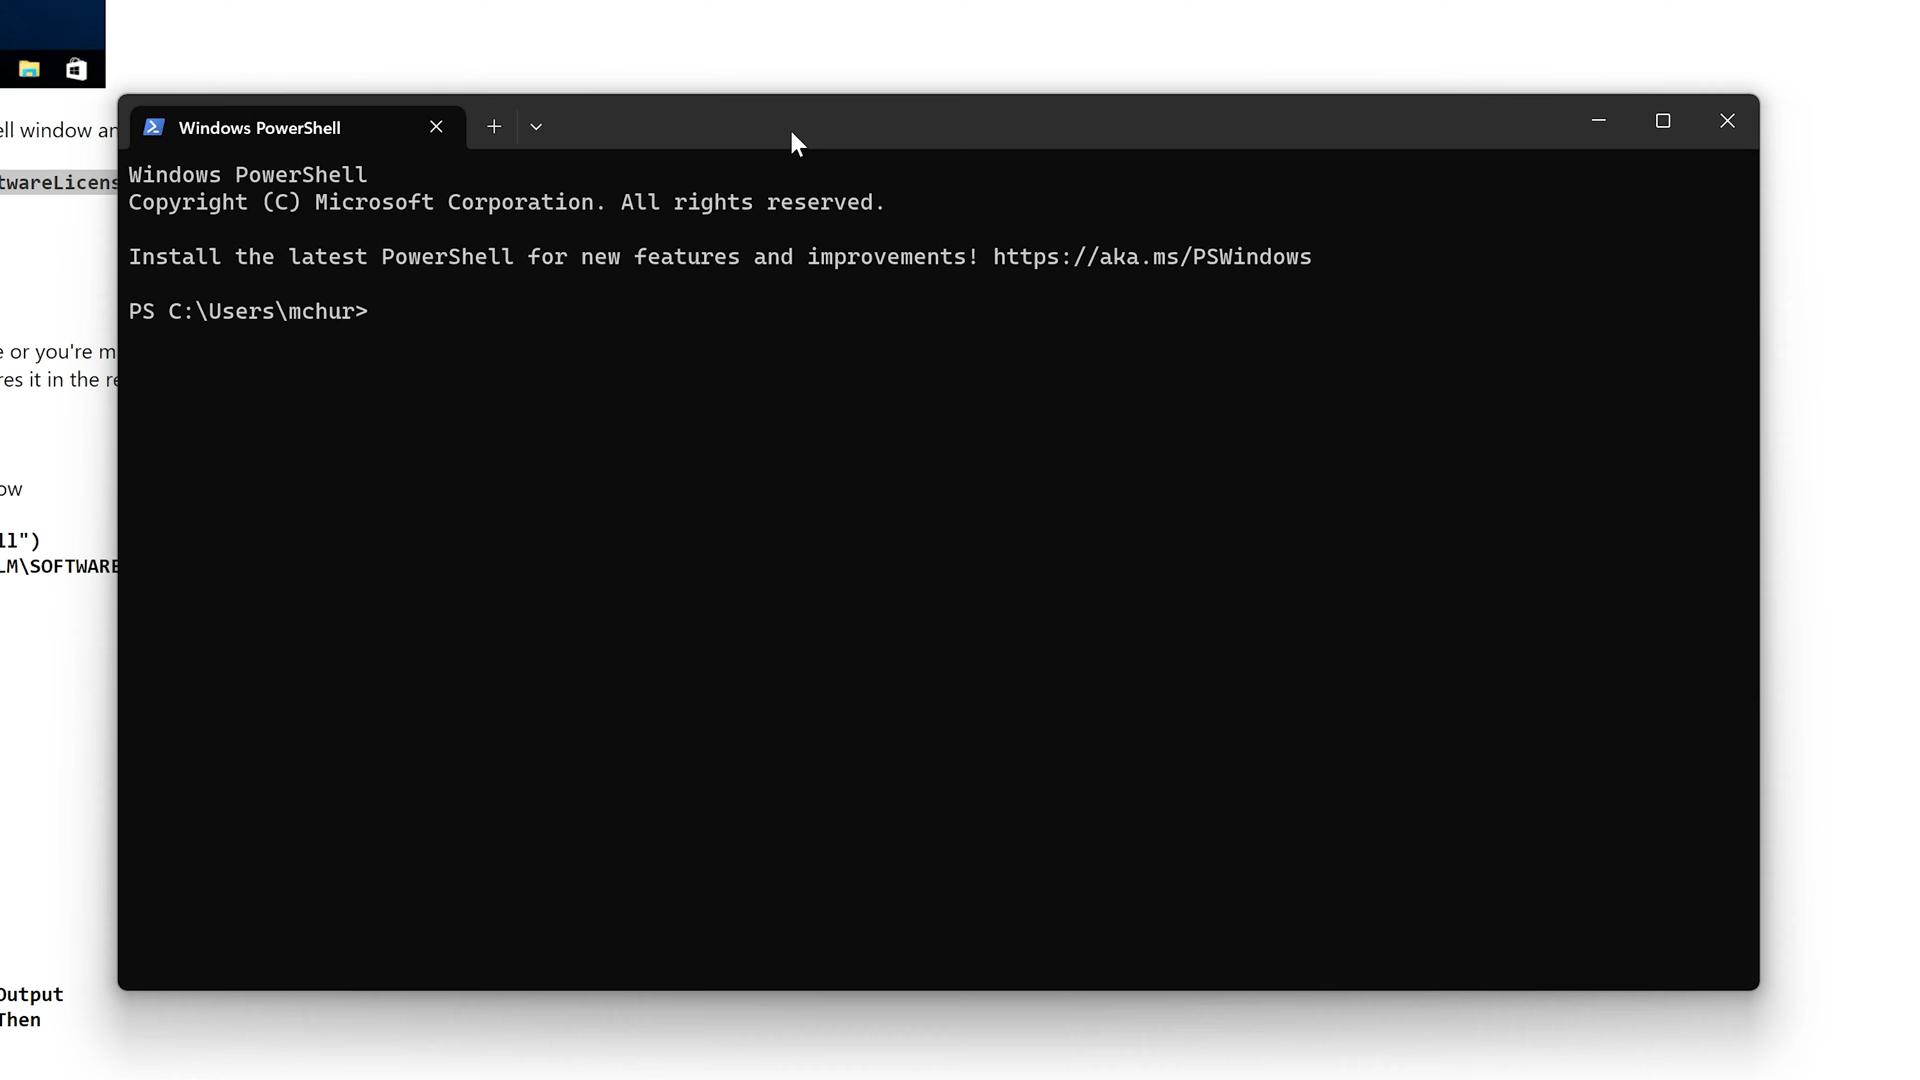 ell window an
twareLicens
e or you're m
res it in the re
ow
ll")
LM\SOFTWARE
Output
Then
Windows PowerShell
Windows PowerShell
Copyright (C) Microsoft Corporation. All rights reserved.
Install the latest PowerShell for new features and improvements! https://aka.ms/PSWindows
PS C:\Users\mchur>